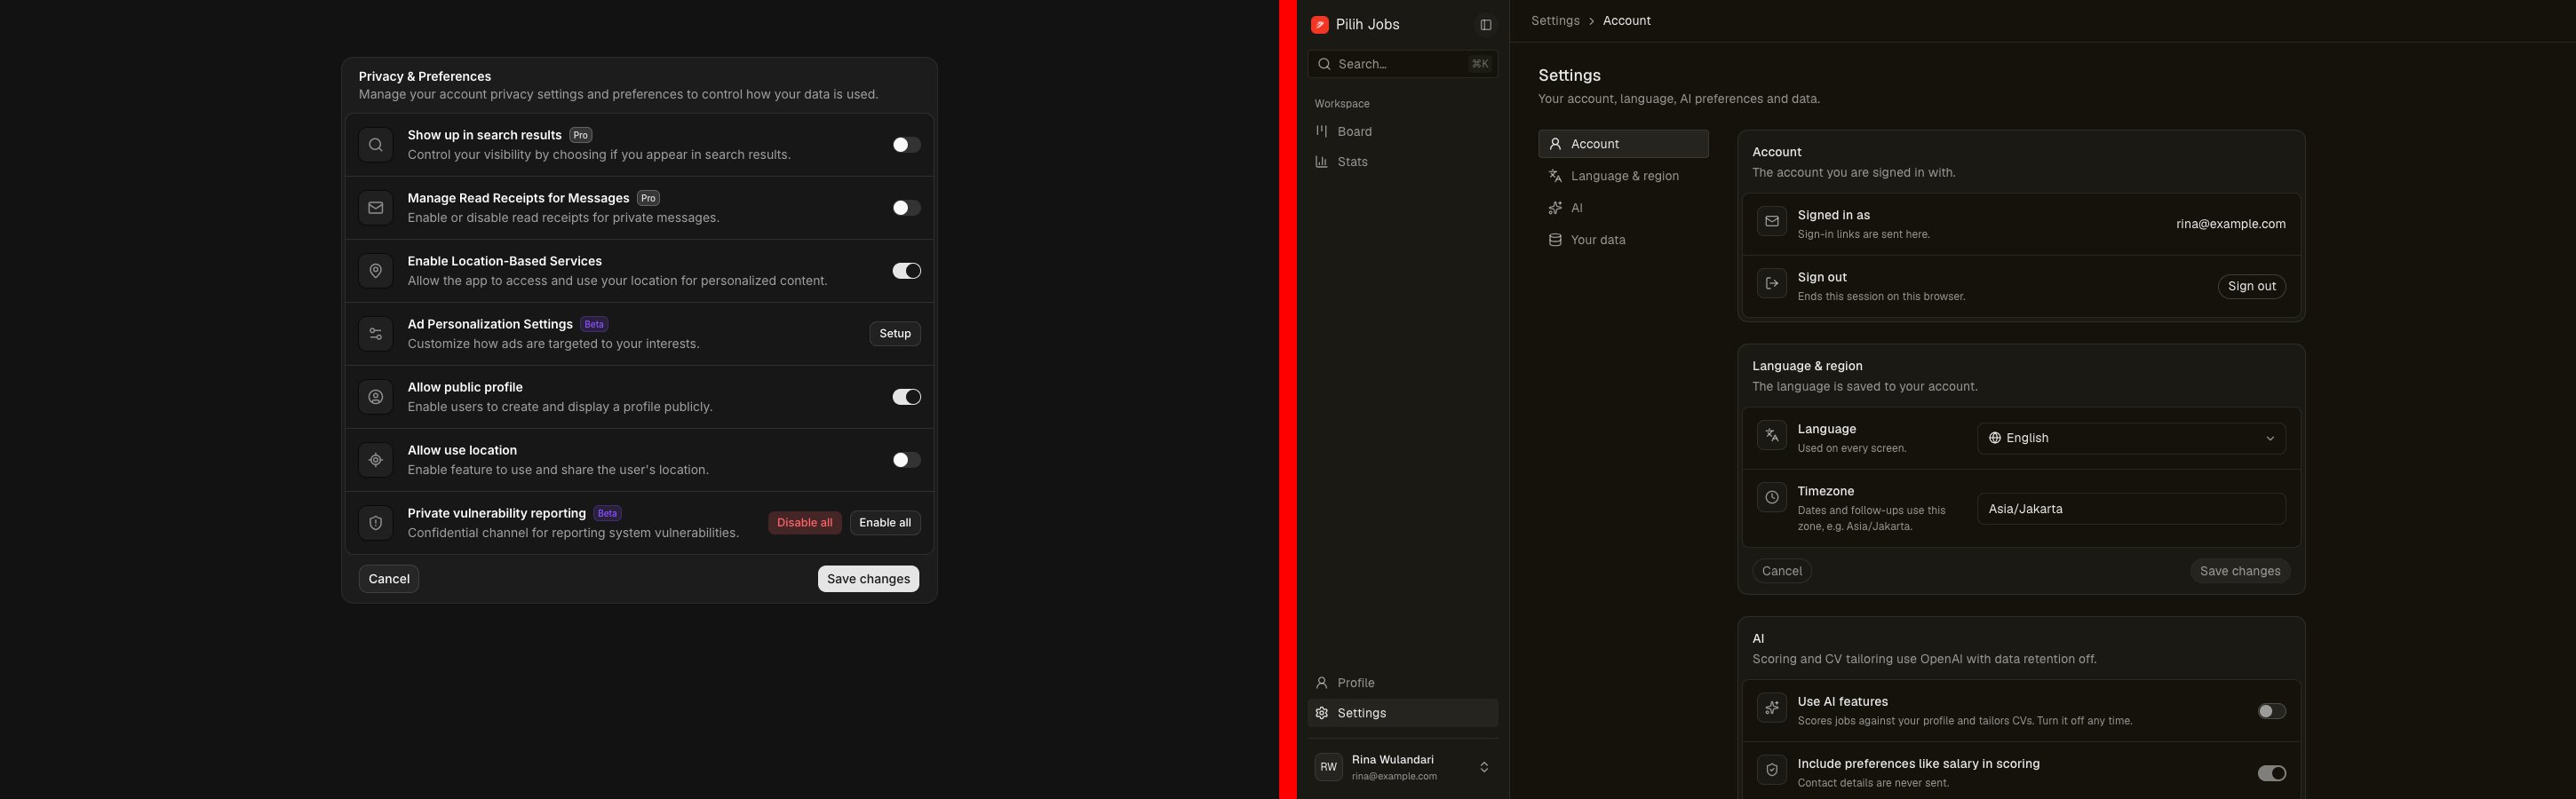 Privacy & Preferences
Manage your account privacy settings and preferences to control how your data is used.
Show up in search results Pro
Control your visibility by choosing if you appear in search results.
Manage Read Receipts for Messages Pro
Enable or disable read receipts for private messages.
Enable Location-Based Services
Allow the app to access and use your location for personalized content.
Ad Personalization Settings Beta
Customize how ads are targeted to your interests.
Setup
Allow public profile
Enable users to create and display a profile publicly.
Allow use location
Enable feature to use and share the user's location.
Private vulnerability reporting Beta
Confidential channel for reporting system vulnerabilities.
Disable all
Enable all
Cancel
Save changes
Pilih Jobs
Search... ⌘K
Workspace
Board
Stats
Profile
Settings
RW
Rina Wulandari
rina@example.com
Settings > Account
Settings
Your account, language, AI preferences and data.
Account
Language & region
AI
Your data
Account
The account you are signed in with.
Signed in as
Sign-in links are sent here.
rina@example.com
Sign out
Ends this session on this browser.
Sign out
Language & region
The language is saved to your account.
Language
Used on every screen.
English
Timezone
Dates and follow-ups use this
zone, e.g. Asia/Jakarta.
Asia/Jakarta
Cancel
Save changes
AI
Scoring and CV tailoring use OpenAI with data retention off.
Use AI features
Scores jobs against your profile and tailors CVs. Turn it off any time.
Include preferences like salary in scoring
Contact details are never sent.